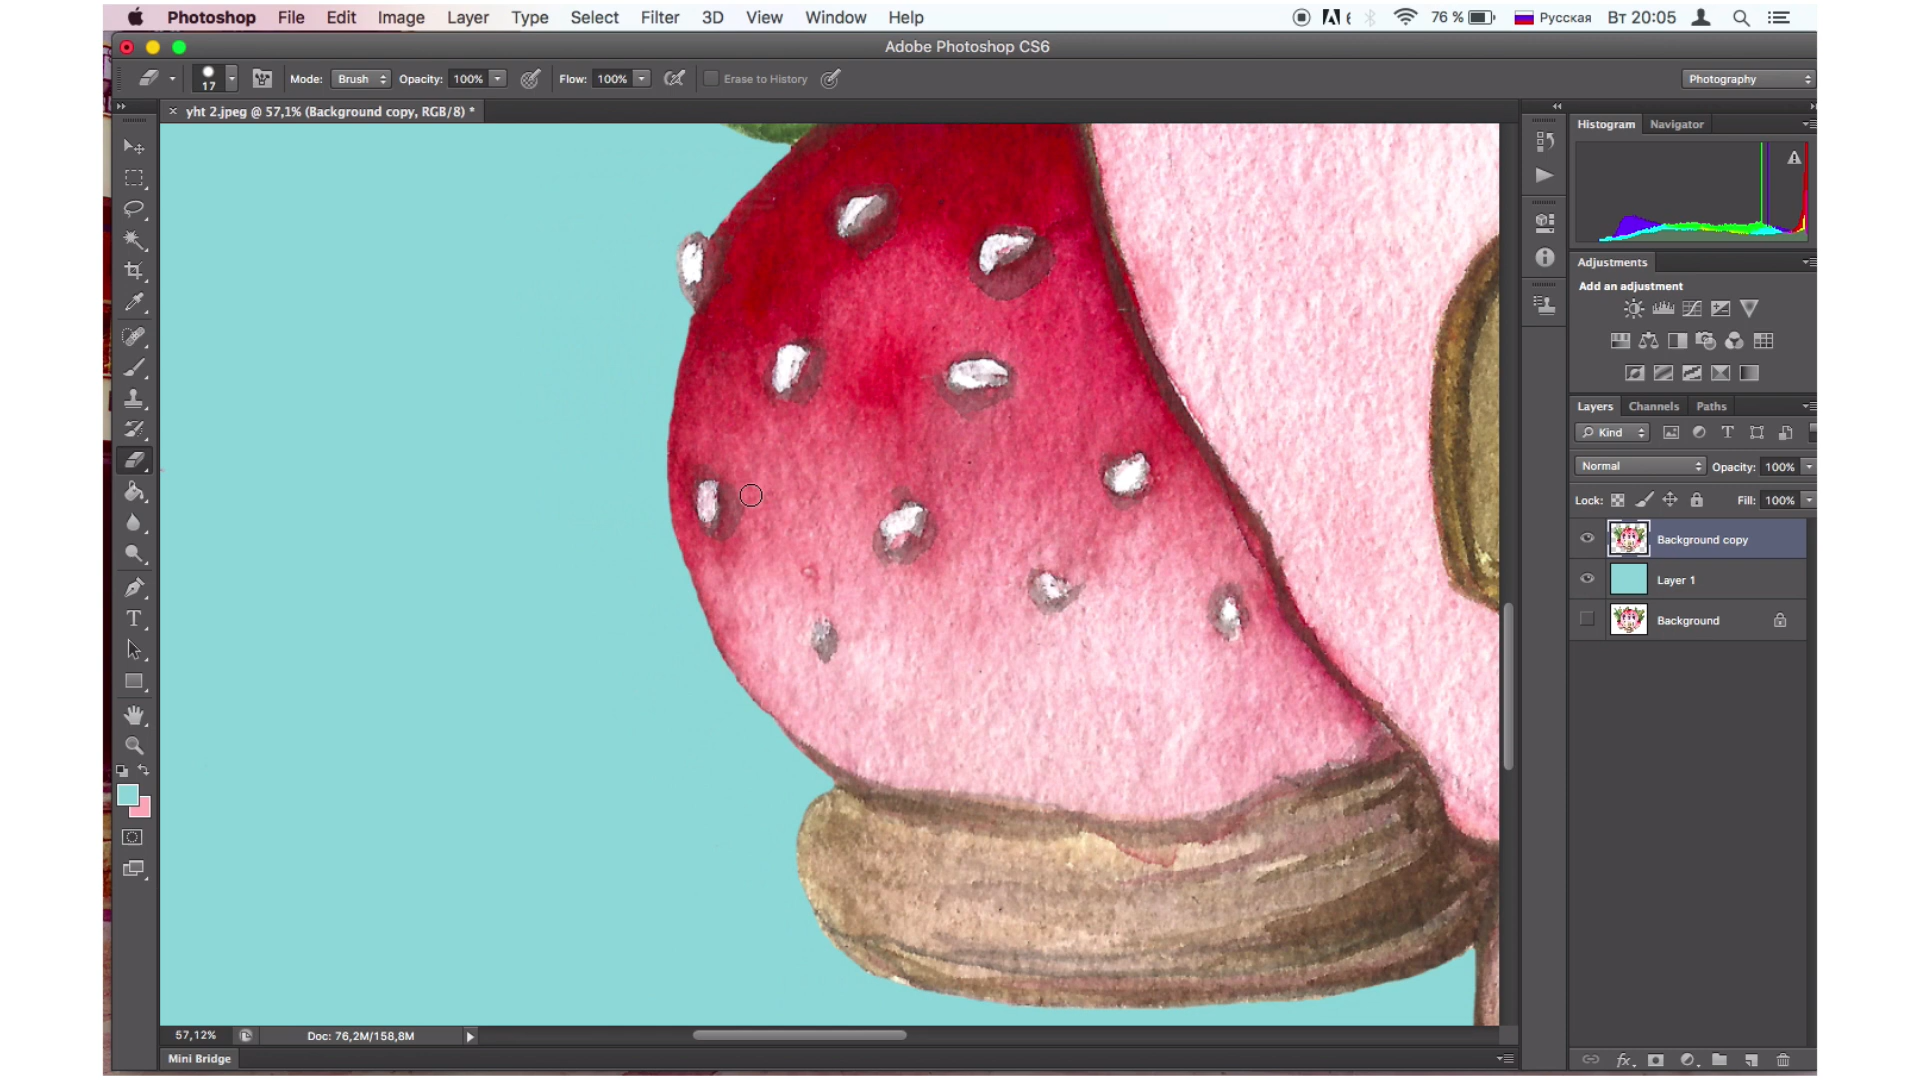 Photoshop File Edit Image Layer Type Select Filter 3D View Window Help 6 76 % Русская Вт 20:05
Adobe Photoshop CS6
17 Mode: Brush Opacity: 100% Flow: 100% Erase to History Photography
× yht 2.jpeg @ 57,1% (Background copy, RGB/8) *
Histogram Navigator
Adjustments
Add an adjustment
Layers Channels Paths
Kind
Normal Opacity: 100%
Lock: Fill: 100%
Background copy
Layer 1
Background
57,12% Doc: 76,2M/158,8M
Mini Bridge
fx